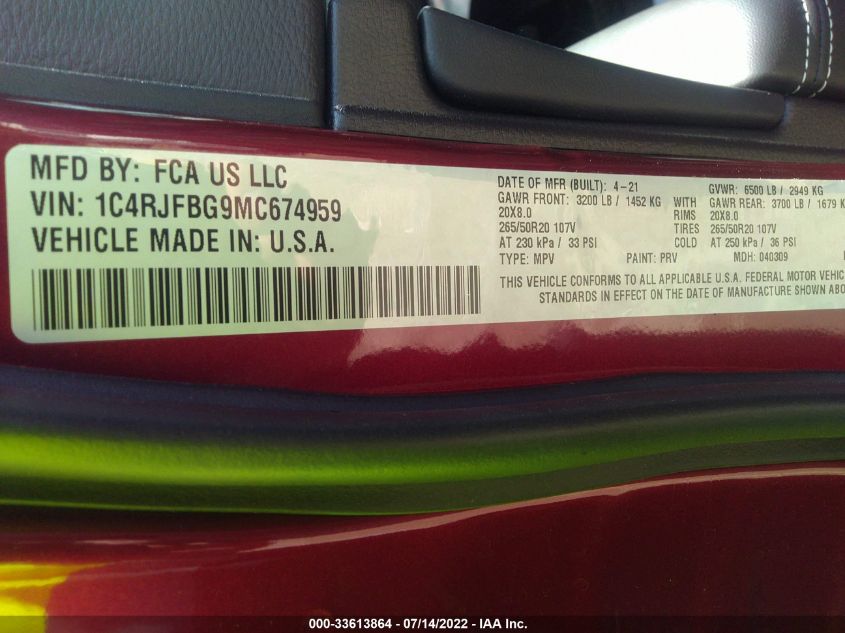 MFD BY: FCA US LLC
VIN: 1C4RJFBG9MC674959
VEHICLE MADE IN: U.S.A.
DATE OF MFR (BUILT): 4-21 GVWR: 6500 LB / 2949 KG
GAWR FRONT: 3200 LB / 1452 KG WITH GAWR REAR: 3700 LB / 1679 KG
20X8.0 RIMS 20X8.0
265/50R20 107V TIRES 265/50R20 107V
AT 230 kPa / 33 PSI COLD AT 250 kPa / 36 PSI
TYPE: MPV PAINT: PRV MDH: 040309
THIS VEHICLE CONFORMS TO ALL APPLICABLE U.S.A. FEDERAL MOTOR
STANDARDS IN EFFECT ON THE DATE OF MANUFACTURE SHOWN
000-33613864 - 07/14/2022 - IAA Inc.